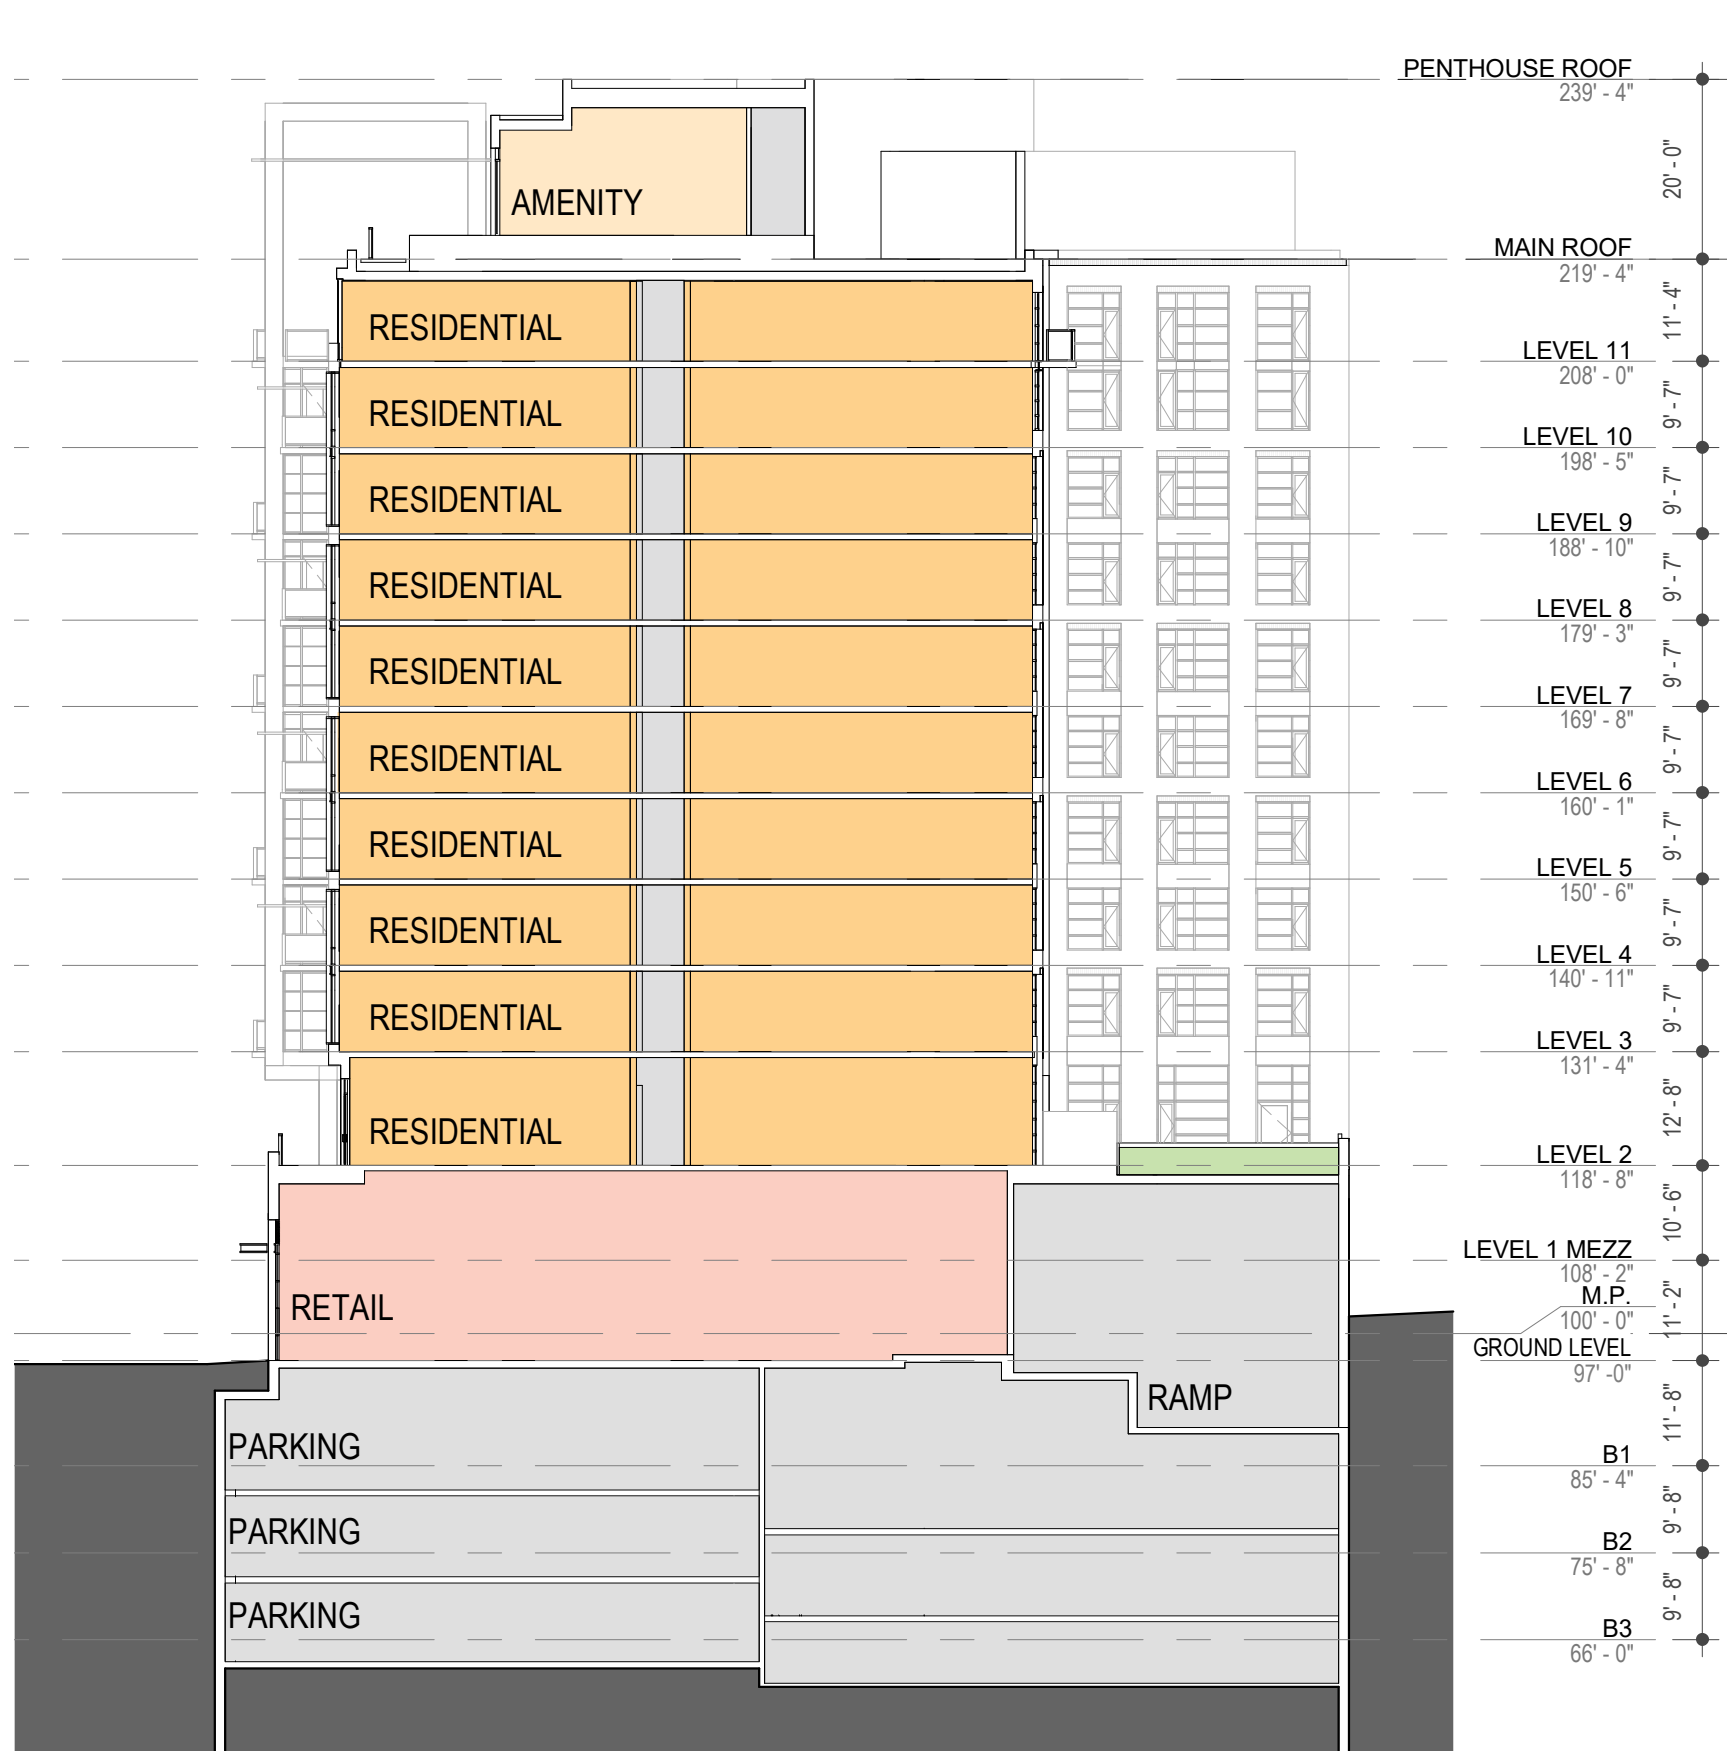 PENTHOUSE ROOF
239' - 4"
20' - 0"
AMENITY
MAIN ROOF
219' - 4"
11' - 4"
RESIDENTIAL
LEVEL 11
208' - 0"
9' - 7"
RESIDENTIAL
LEVEL 10
198' - 5"
9' - 7"
RESIDENTIAL
LEVEL 9
188' - 10"
9' - 7"
RESIDENTIAL
LEVEL 8
179' - 3"
9' - 7"
RESIDENTIAL
LEVEL 7
169' - 8"
9' - 7"
RESIDENTIAL
LEVEL 6
160' - 1"
9' - 7"
RESIDENTIAL
LEVEL 5
150' - 6"
9' - 7"
RESIDENTIAL
LEVEL 4
140' - 11"
9' - 7"
RESIDENTIAL
LEVEL 3
131' - 4"
12' - 8"
RESIDENTIAL
LEVEL 2
118' - 8"
10' - 6"
LEVEL 1 MEZZ
108' - 2"
M.P.
100' - 0"
11' - 2"
RETAIL
GROUND LEVEL
97' -0"
RAMP
11' - 8"
PARKING
B1
85' - 4"
9' - 8"
PARKING
B2
75' - 8"
9' - 8"
PARKING
B3
66' - 0"